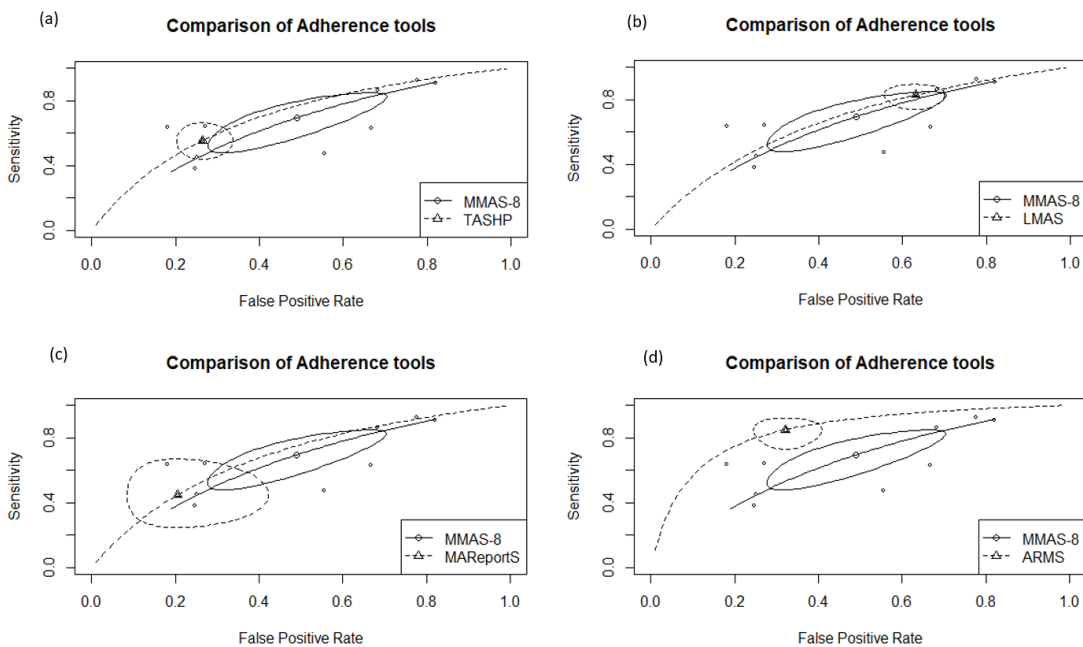 (a)
Comparison of Adherence tools
Sensitivity
0.0 0.4 0.8
MMAS-8
TASHP
0.0 0.2 0.4 0.6 0.8 1.0
False Positive Rate
(b)
Comparison of Adherence tools
Sensitivity
0.0 0.4 0.8
MMAS-8
LMAS
0.0 0.2 0.4 0.6 0.8 1.0
False Positive Rate
(c)
Comparison of Adherence tools
Sensitivity
0.0 0.4 0.8
MMAS-8
MAReportS
0.0 0.2 0.4 0.6 0.8 1.0
False Positive Rate
(d)
Comparison of Adherence tools
Sensitivity
0.0 0.4 0.8
MMAS-8
ARMS
0.0 0.2 0.4 0.6 0.8 1.0
False Positive Rate